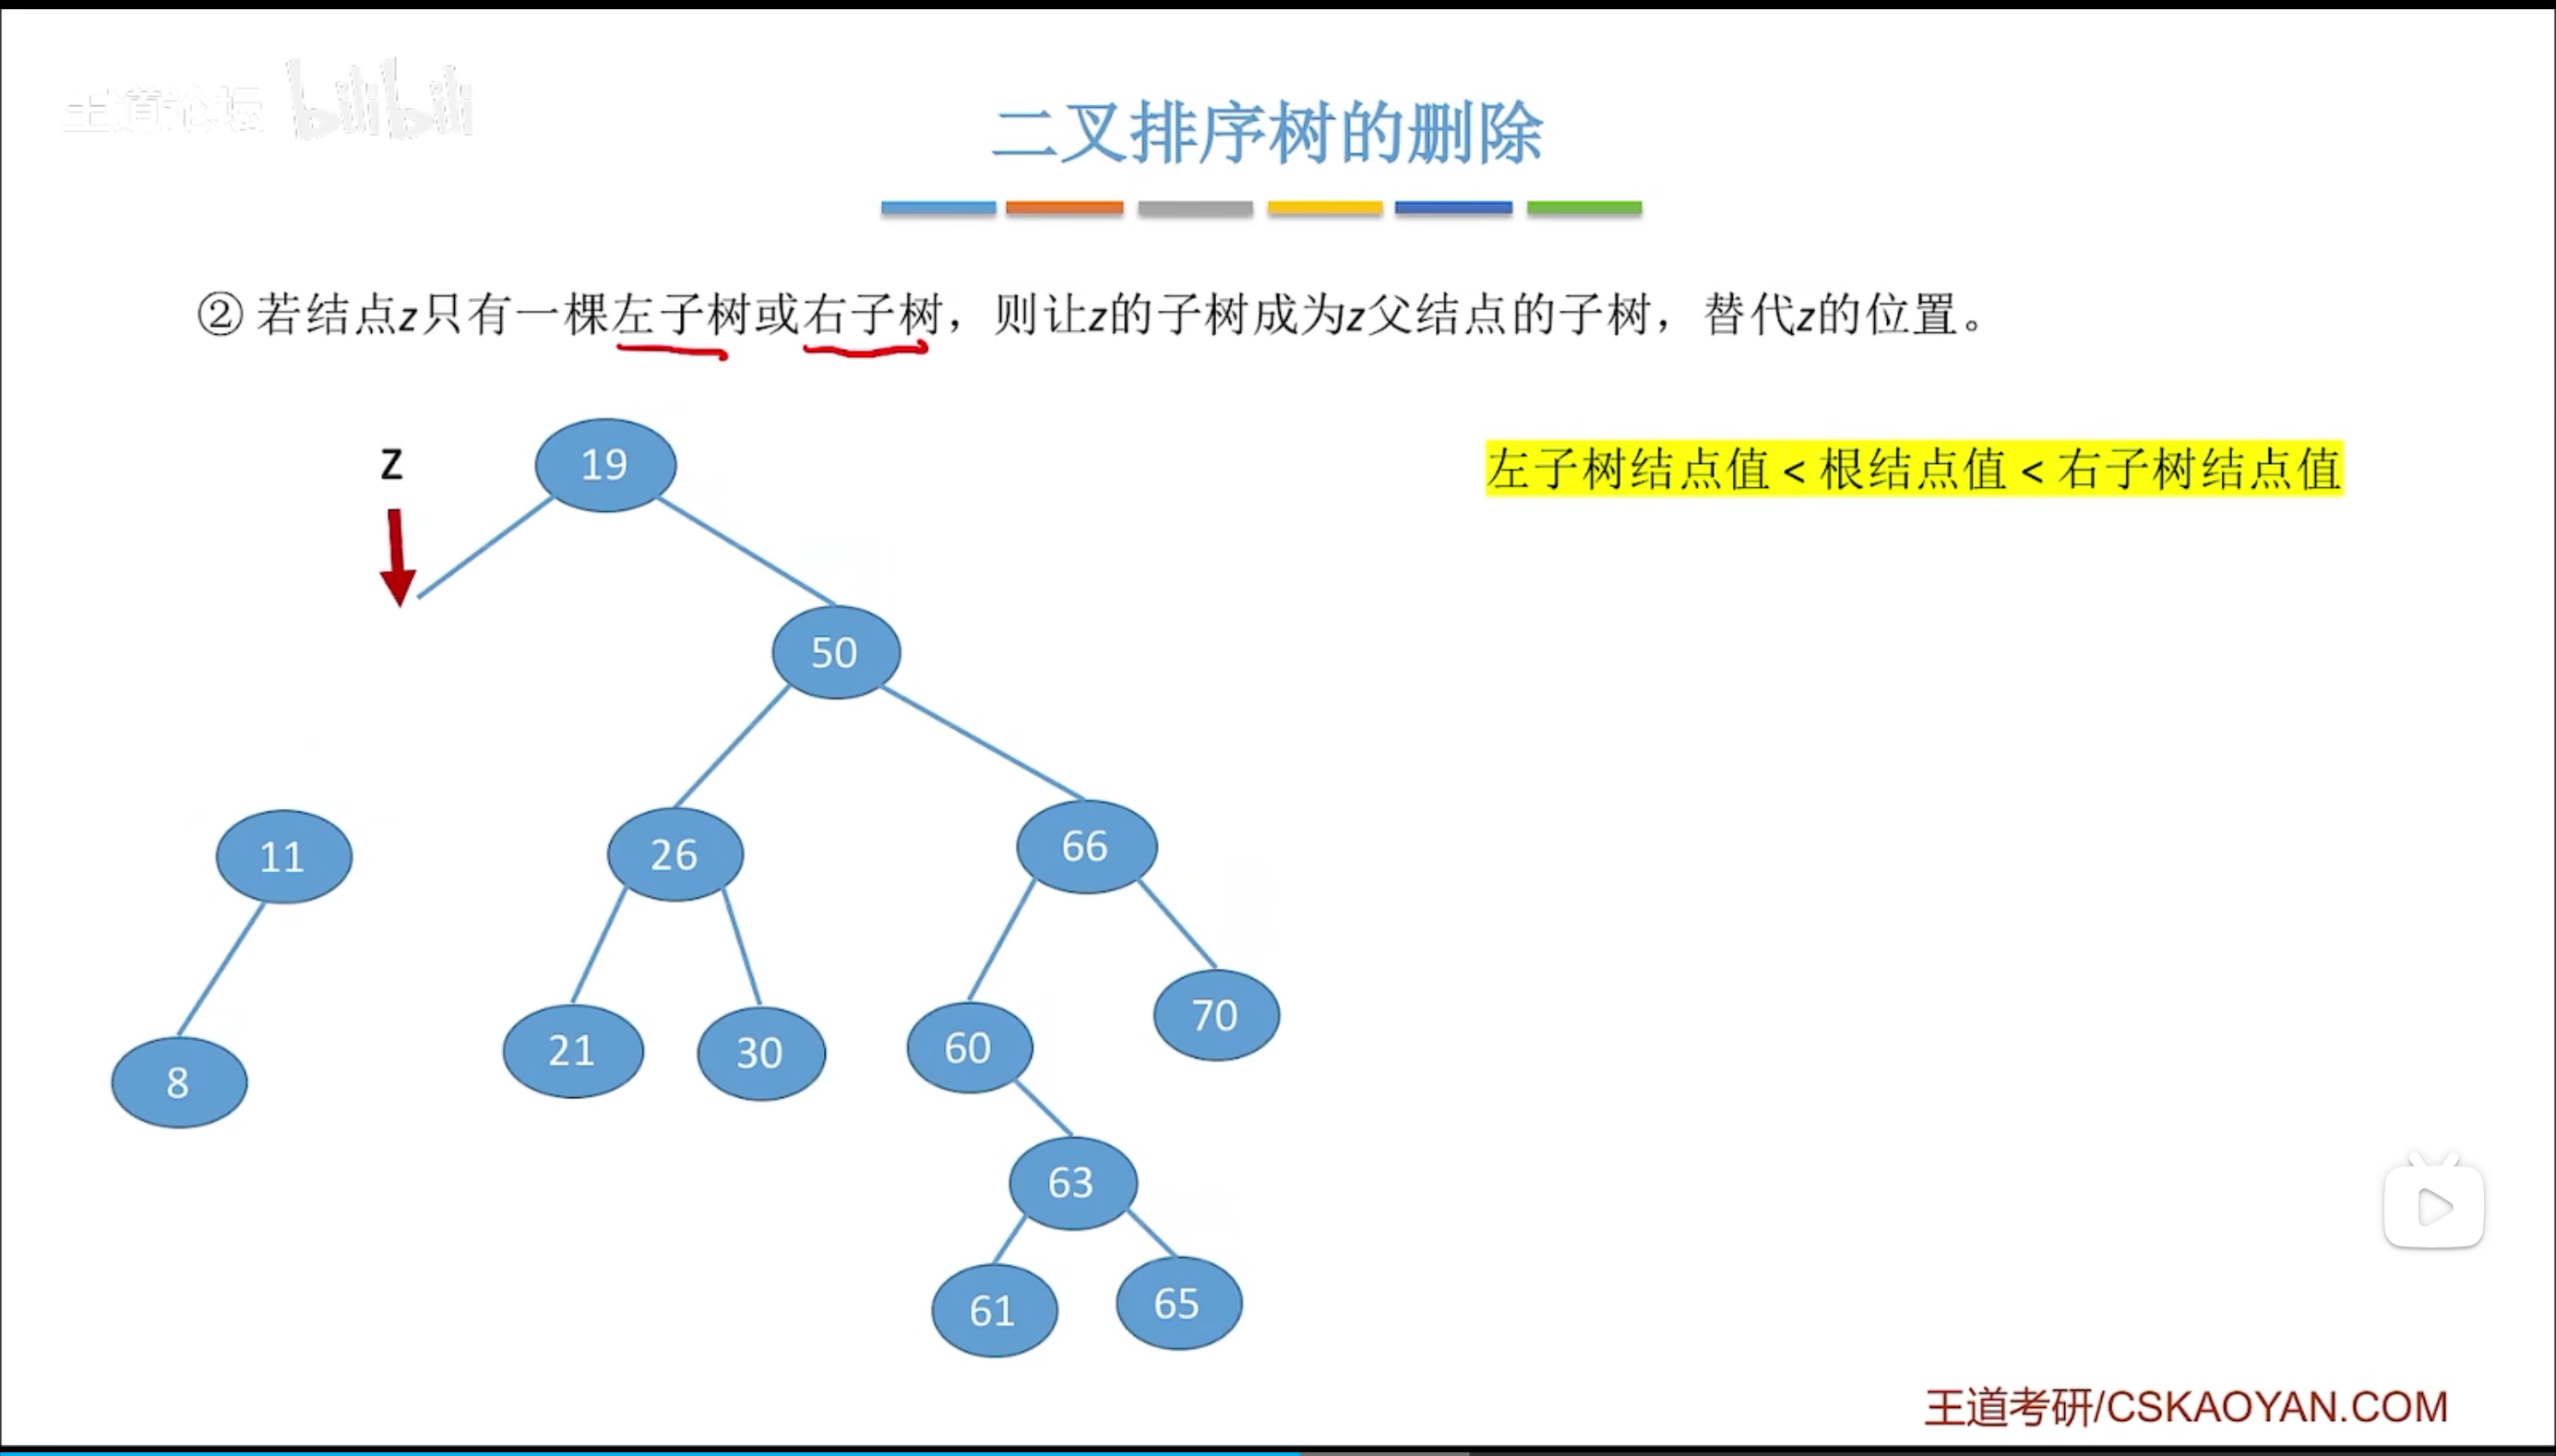 王道论坛 bilibili
二叉排序树的删除
② 若结点z只有一棵左子树或右子树，则让z的子树成为z父结点的子树，替代z的位置。
Z
19
左子树结点值 < 根结点值 < 右子树结点值
50
11
26
66
8
21
30
60
70
63
61
65
王道考研/CSKAOYAN.COM